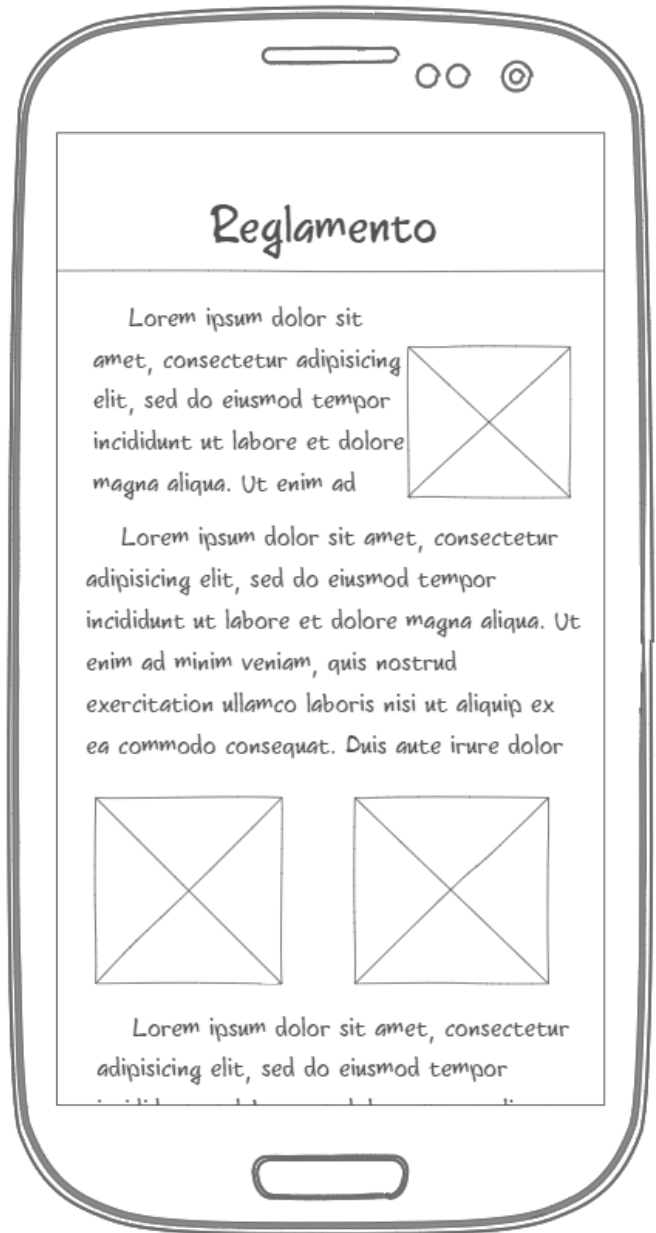 Reglamento
Lorem ipsum dolor sit
amet, consectetur adipisicing
elit, sed do eiusmod tempor
incididunt ut labore et dolore
magna aliqua. Ut enim ad
Lorem ipsum dolor sit amet, consectetur
adipisicing elit, sed do eiusmod tempor
incididunt ut labore et dolore magna aliqua. Ut
enim ad minim veniam, quis nostrud
exercitation ullamco laboris nisi ut aliquip ex
ea commodo consequat. Duis aute irure dolor
Lorem ipsum dolor sit amet, consectetur
adipisicing elit, sed do eiusmod tempor